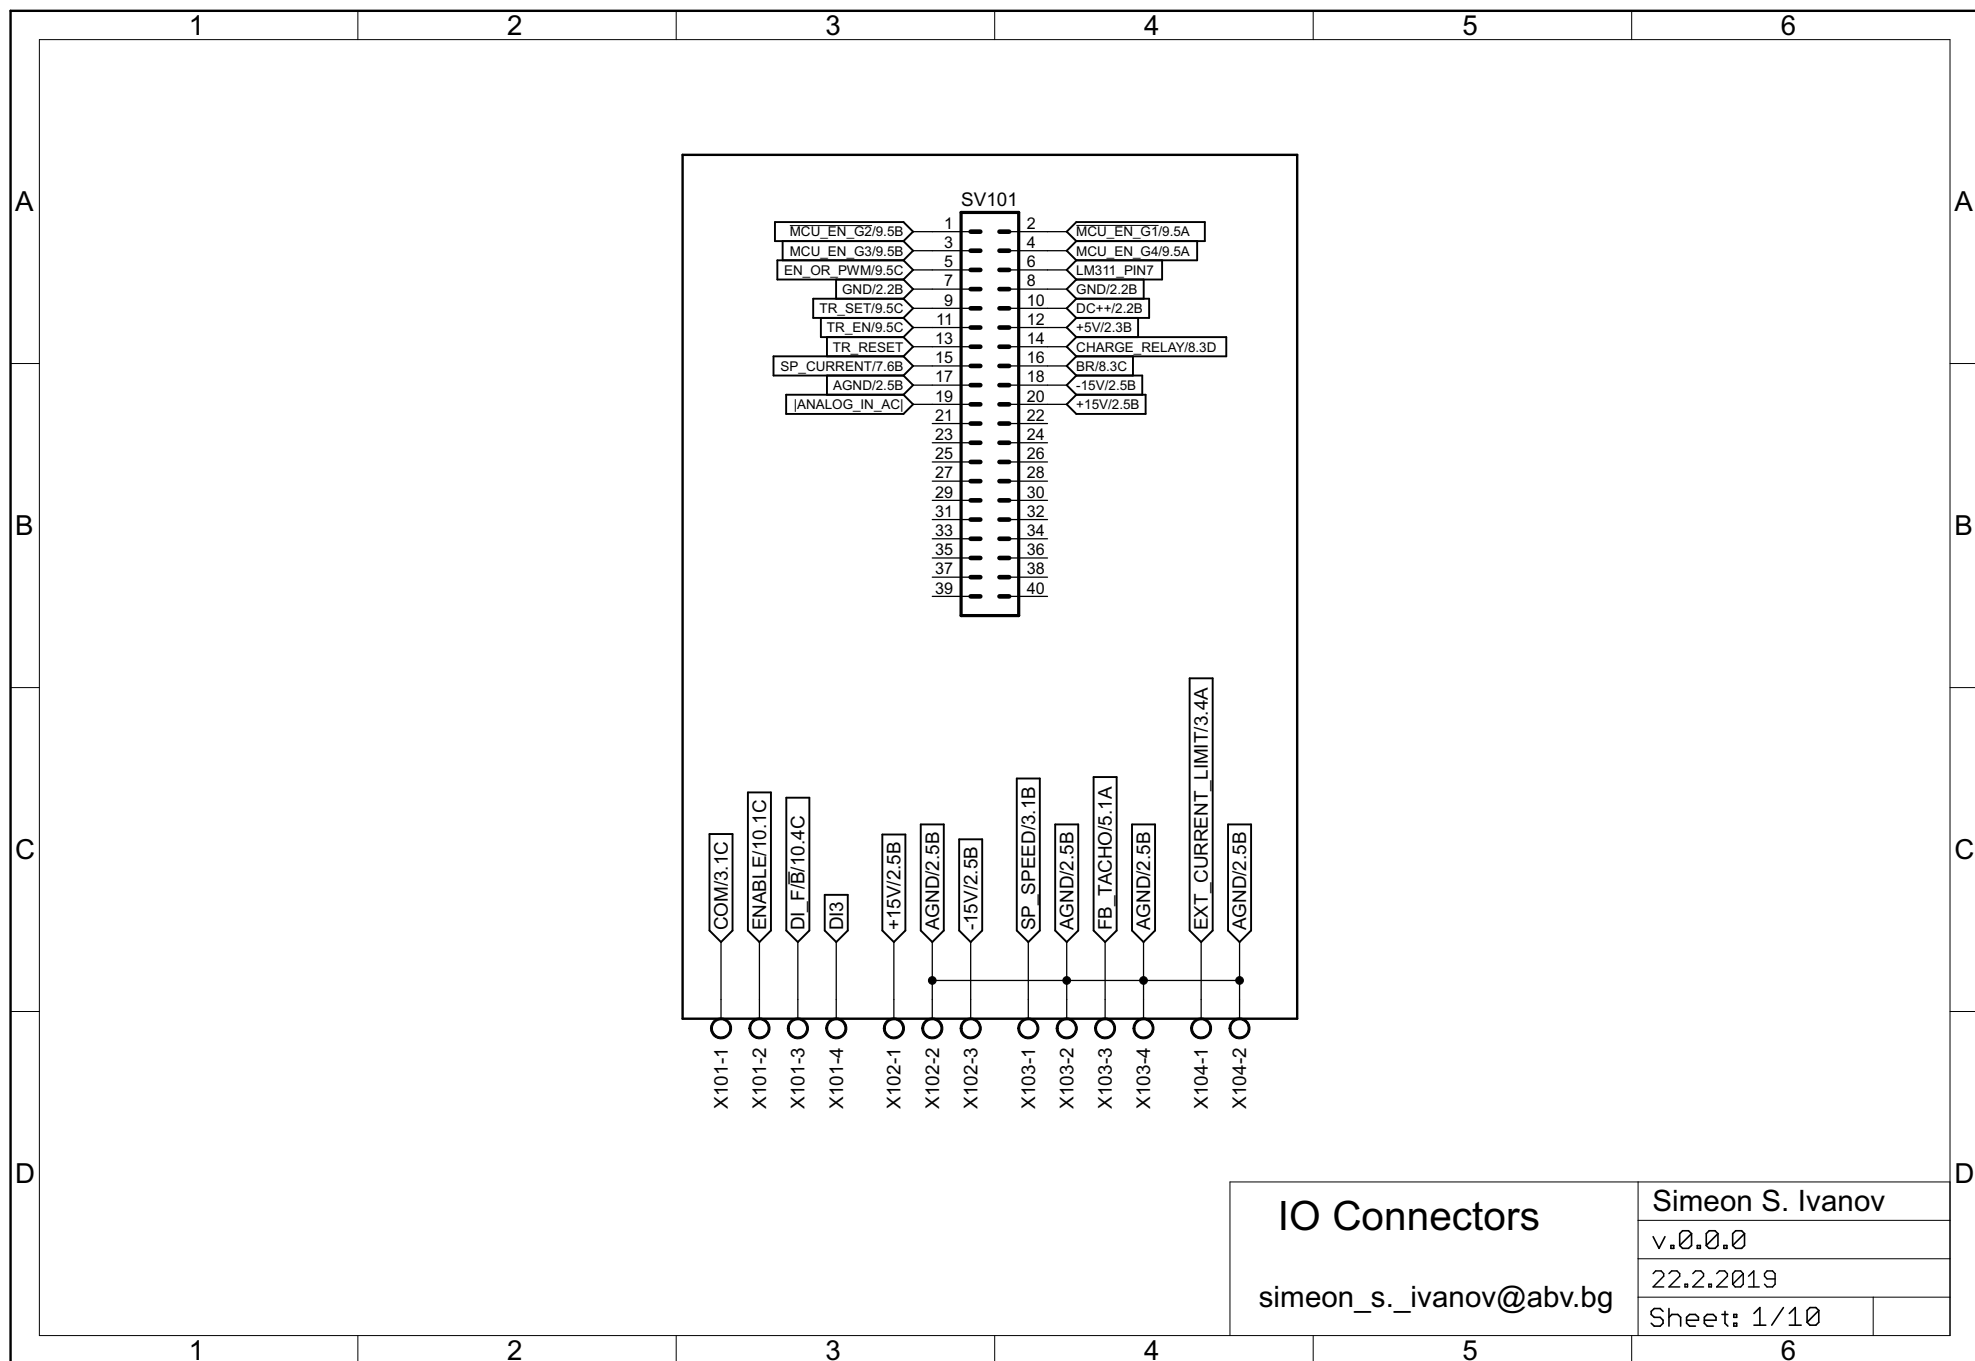 1 2 3 4 5 6
A A
SV101
MCU_EN_G2/9.5B 1 2 MCU_EN_G1/9.5A
MCU_EN_G3/9.5B 3 4 MCU_EN_G4/9.5A
EN_OR_PWM/9.5C 5 6 LM311_PIN7
GND/2.2B 7 8 GND/2.2B
TR_SET/9.5C 9 10 DC++/2.2B
TR_EN/9.5C 11 12 +5V/2.3B
TR_RESET 13 14 CHARGE_RELAY/8.3D
SP_CURRENT/7.6B 15 16 BR/8.3C
AGND/2.5B 17 18 -15V/2.5B
|ANALOG_IN_AC| 19 20 +15V/2.5B
21 22
23 24
25 26
27 28
29 30
31 32
B B
33 34
35 36
37 38
39 40
C C
COM/3.1C
ENABLE/10.1C
DI_F/B̅/10.4C
DI3
+15V/2.5B
AGND/2.5B
-15V/2.5B
SP_SPEED/3.1B
AGND/2.5B
FB_TACHO/5.1A
AGND/2.5B
EXT_CURRENT_LIMIT/3.4A
AGND/2.5B
X101-1
X101-2
X101-3
X101-4
X102-1
X102-2
X102-3
X103-1
X103-2
X103-3
X103-4
X104-1
X104-2
D D
IO Connectors
simeon_s._ivanov@abv.bg
Simeon S. Ivanov
v.0.0.0
22.2.2019
Sheet: 1/10
1 2 3 4 5 6